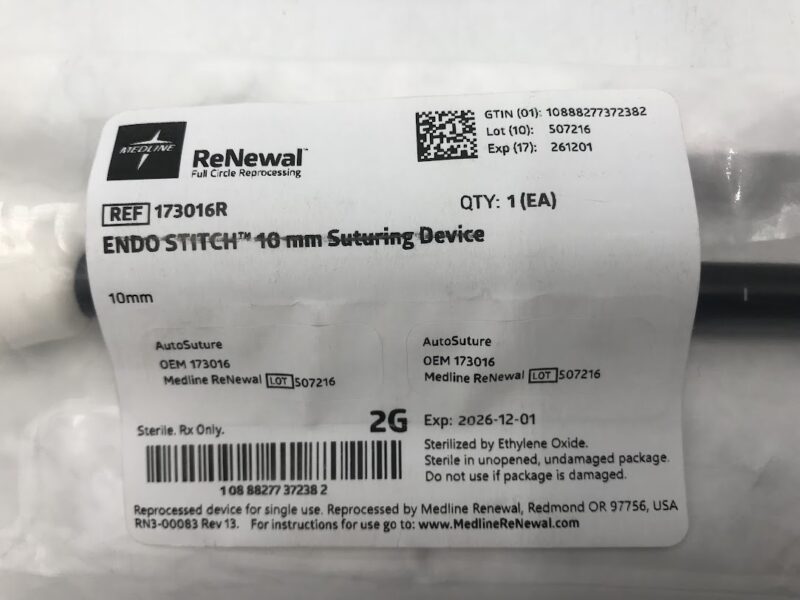 MEDLINE
ReNewal™
Full Circle Reprocessing
GTIN (01): 10888277372382
Lot (10): 507216
Exp (17): 261201
REF 173016R
QTY: 1 (EA)
ENDO STITCH™ 10 mm Suturing Device
10mm
AutoSuture
OEM 173016
Medline ReNewal LOT 507216
AutoSuture
OEM 173016
Medline ReNewal LOT 507216
Sterile. Rx Only.
2G
Exp: 2026-12-01
Sterilized by Ethylene Oxide.
Sterile in unopened, undamaged package.
Do not use if package is damaged.
1 08 88277 37238 2
Reprocessed device for single use. Reprocessed by Medline Renewal, Redmond OR 97756, USA
RN3-00083 Rev 13. For instructions for use go to: www.MedlineReNewal.com